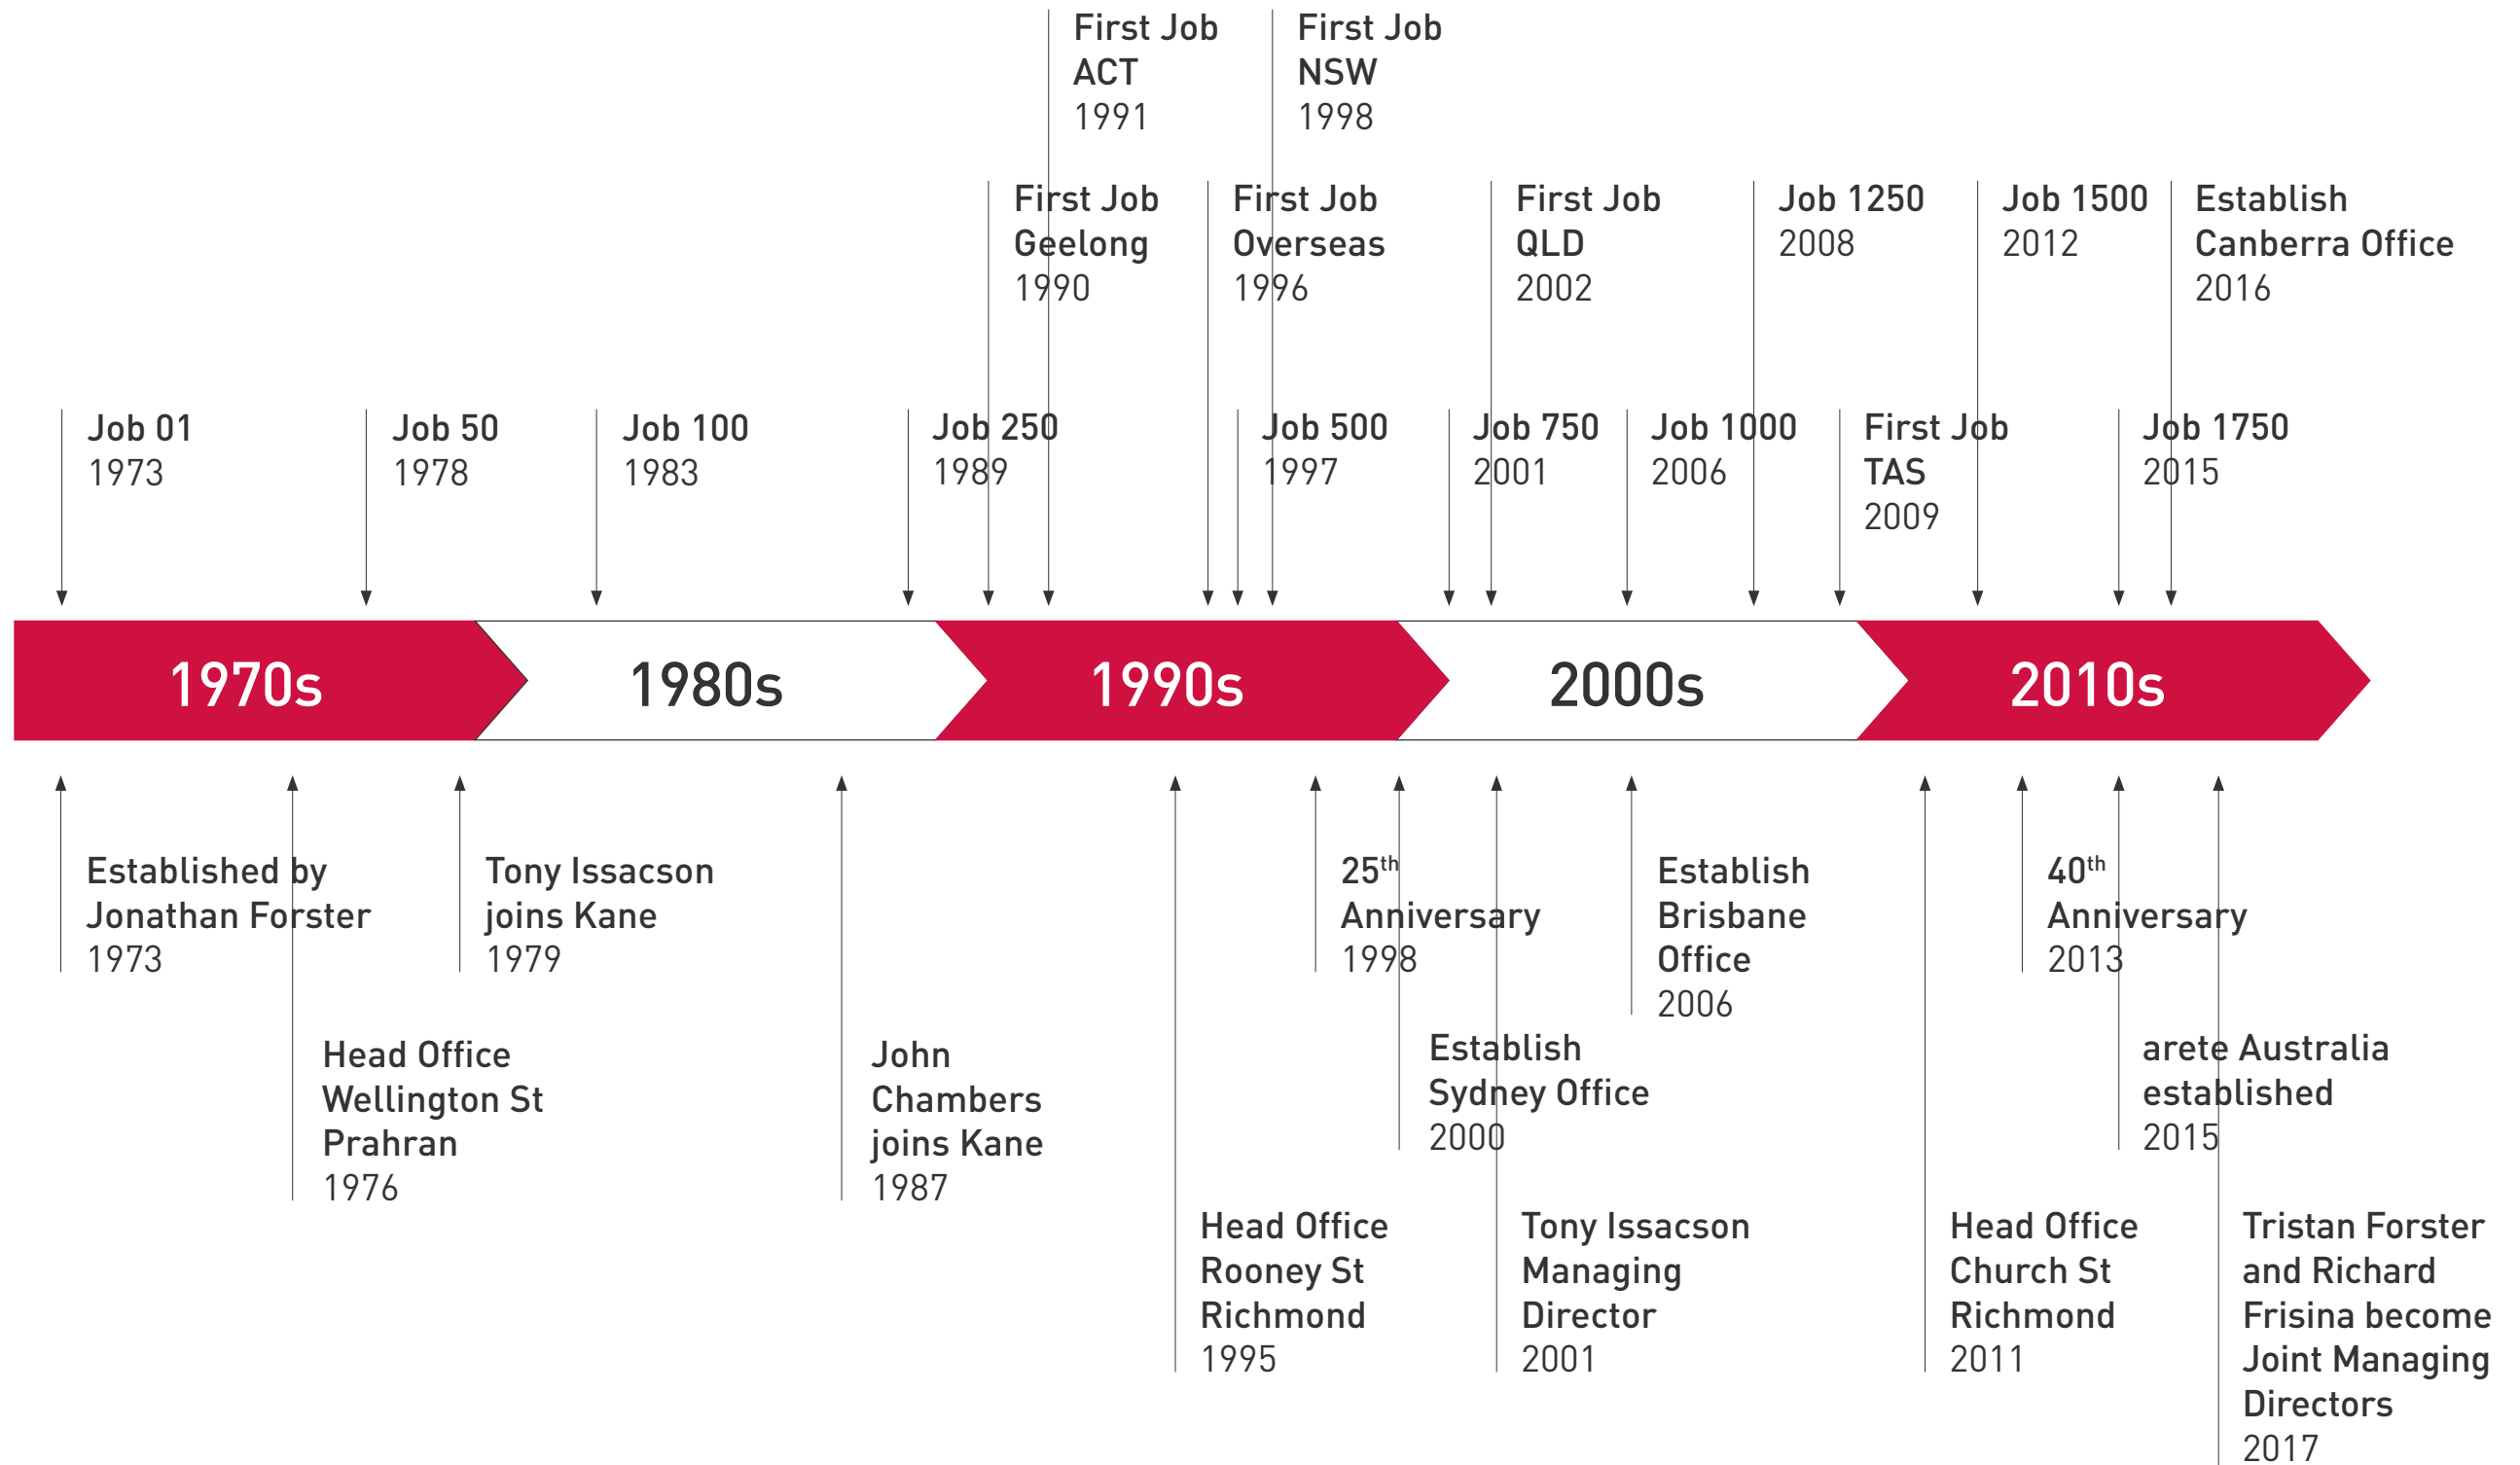 First Job
ACT
1991
First Job
NSW
1998
First Job
Geelong
1990
First Job
Overseas
1996
First Job
QLD
2002
Job 1250
2008
Job 1500
2012
Establish
Canberra Office
2016
Job 01
1973
Job 50
1978
Job 100
1983
Job 250
1989
Job 500
1997
Job 750
2001
Job 1000
2006
First Job
TAS
2009
Job 1750
2015
1970s
1980s
1990s
2000s
2010s
Established by
Jonathan Forster
1973
Tony Issacson
joins Kane
1979
25th
Anniversary
1998
Establish
Brisbane
Office
2006
40th
Anniversary
2013
Head Office
Wellington St
Prahran
1976
John
Chambers
joins Kane
1987
Establish
Sydney Office
2000
arete Australia
established
2015
Head Office
Rooney St
Richmond
1995
Tony Issacson
Managing
Director
2001
Head Office
Church St
Richmond
2011
Tristan Forster
and Richard
Frisina become
Joint Managing
Directors
2017